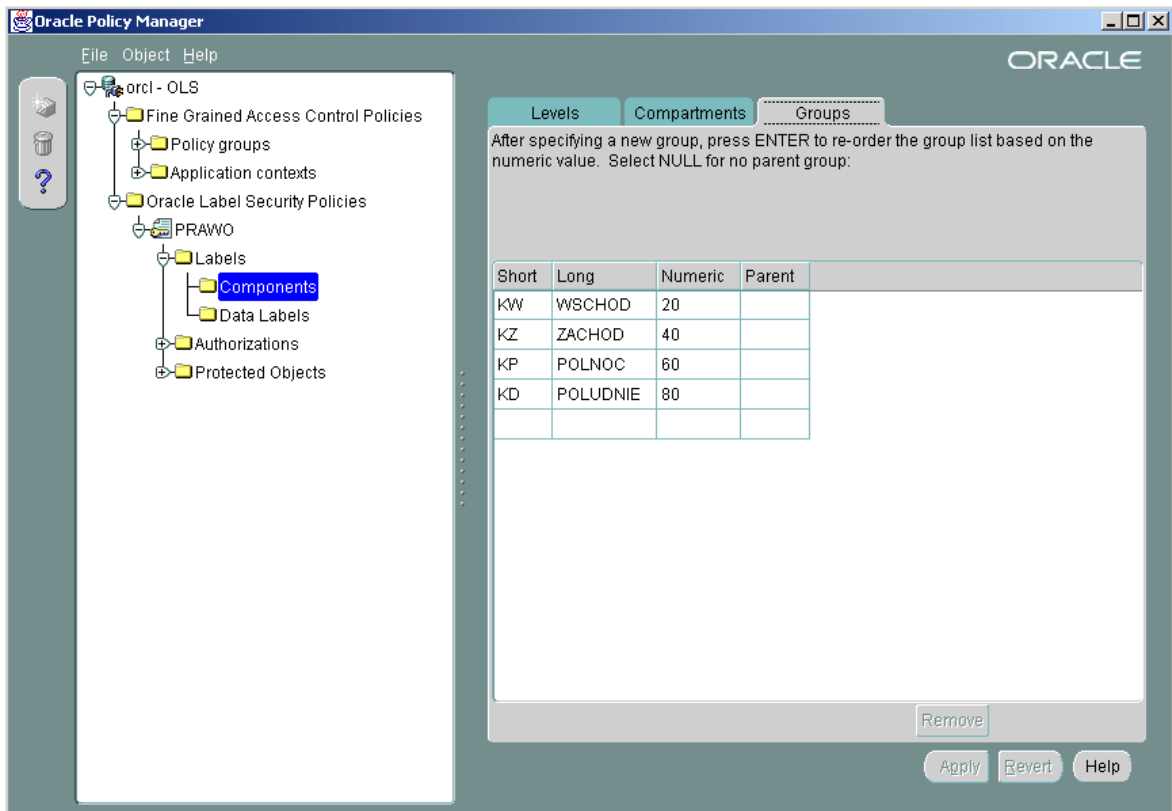 Oracle Policy Manager
File Object Help
ORACLE
orcl - OLS
Fine Grained Access Control Policies
Policy groups
Application contexts
Oracle Label Security Policies
PRAWO
Labels
Components
Data Labels
Authorizations
Protected Objects
Levels Compartments Groups
After specifying a new group, press ENTER to re-order the group list based on the
numeric value. Select NULL for no parent group:
Short Long Numeric Parent
KW WSCHOD 20
KZ ZACHOD 40
KP POLNOC 60
KD POLUDNIE 80
Remove
Apply Revert Help